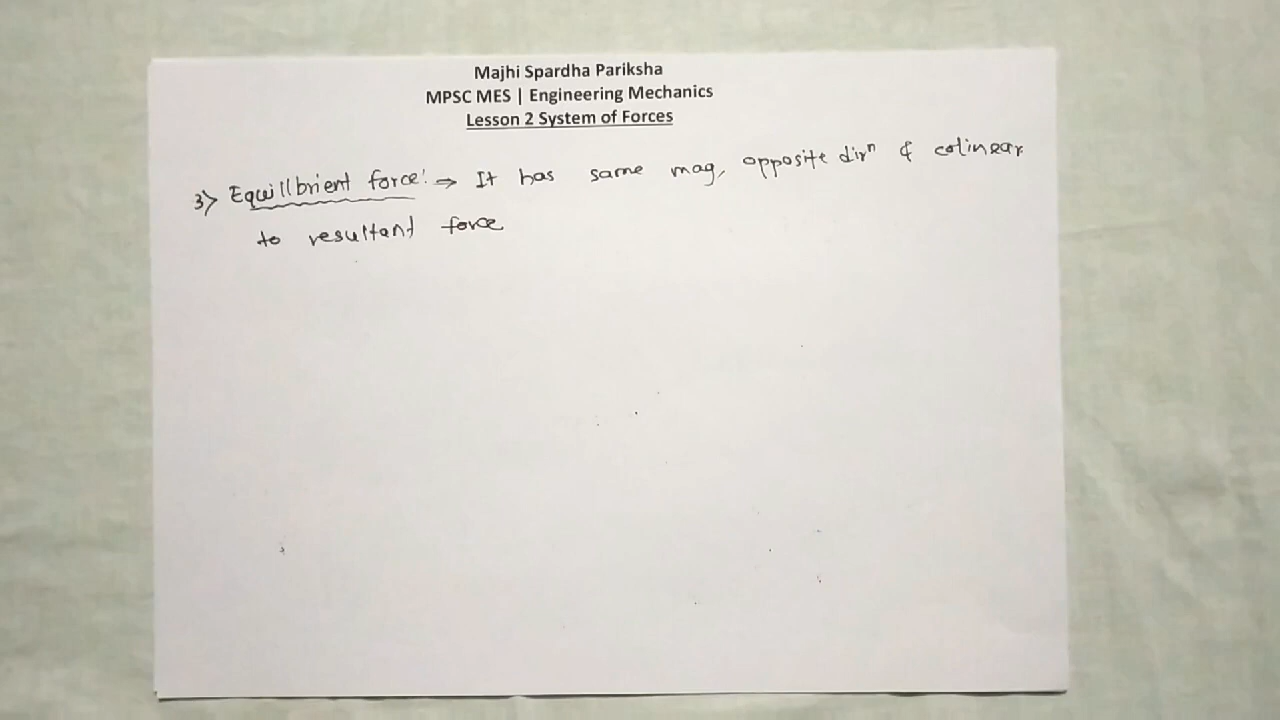 Majhi Spardha Pariksha
MPSC MES | Engineering Mechanics
Lesson 2 System of Forces
3> Equillbrient force: → It has same mag, opposite dirⁿ & colinear
to resultant force